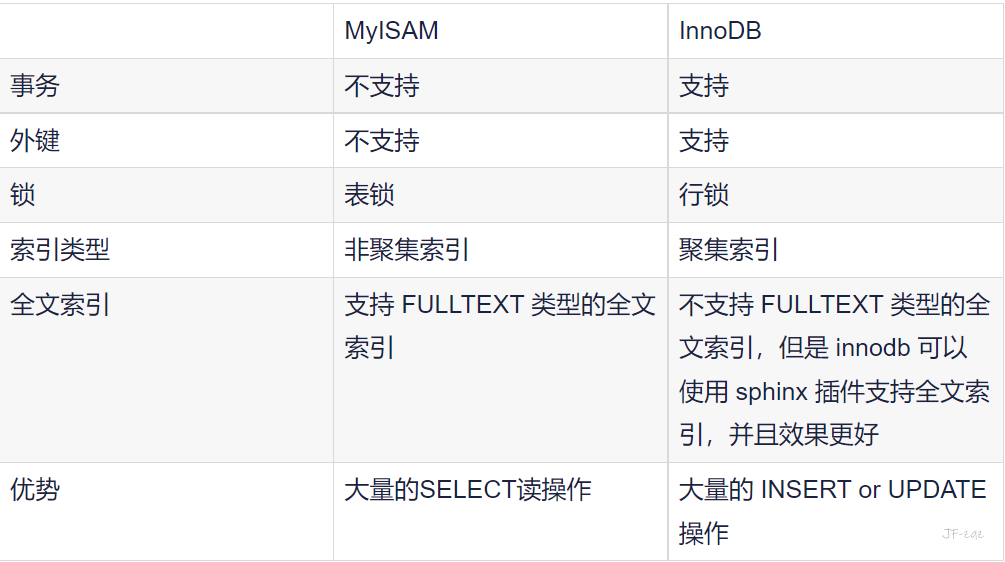 MyISAM
InnoDB
事务
不支持
支持
外键
不支持
支持
锁
表锁
行锁
索引类型
非聚集索引
聚集索引
全文索引
支持 FULLTEXT 类型的全文
索引
不支持 FULLTEXT 类型的全
文索引，但是 innodb 可以
使用 sphinx 插件支持全文索
引，并且效果更好
优势
大量的SELECT读操作
大量的 INSERT or UPDATE
操作